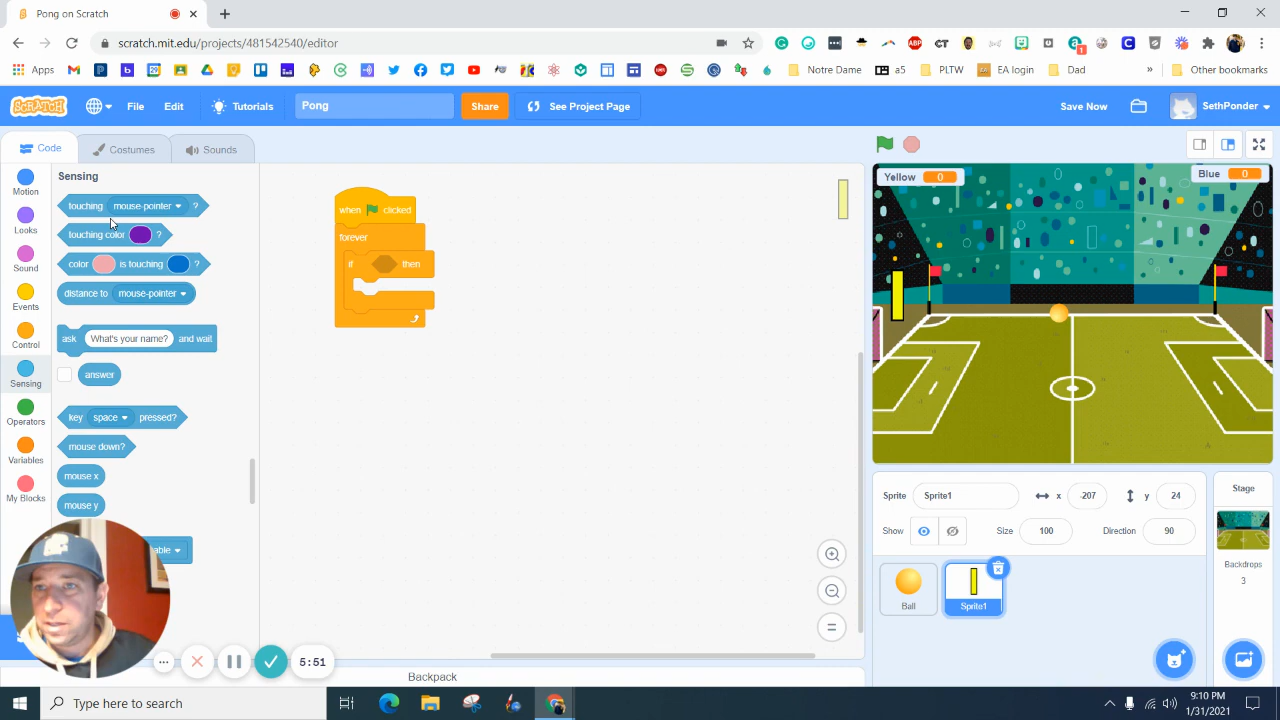 Pong on Scratch
scratch.mit.edu/projects/481542540/editor
ABP
Apps
Notre Dame
a5
PLTW
EA login
Dad
»
Other bookmarks
SCRATCH
File
Edit
Tutorials
Pong
Share
See Project Page
Save Now
SethPonder
Code
Costumes
Sounds
Motion
Looks
Sound
Events
Control
Sensing
Operators
Variables
My Blocks
Sensing
touching mouse-pointer ?
touching color ?
color is touching ?
distance to mouse-pointer
ask What's your name? and wait
answer
key space pressed?
mouse down?
mouse x
mouse y
able
when clicked
forever
if then
Yellow 0
Blue 0
Sprite Sprite1 x -207 y 24
Show Size 100 Direction 90
Ball
Sprite1
Stage
Backdrops
3
5:51
Backpack
Type here to search
9:10 PM
1/31/2021